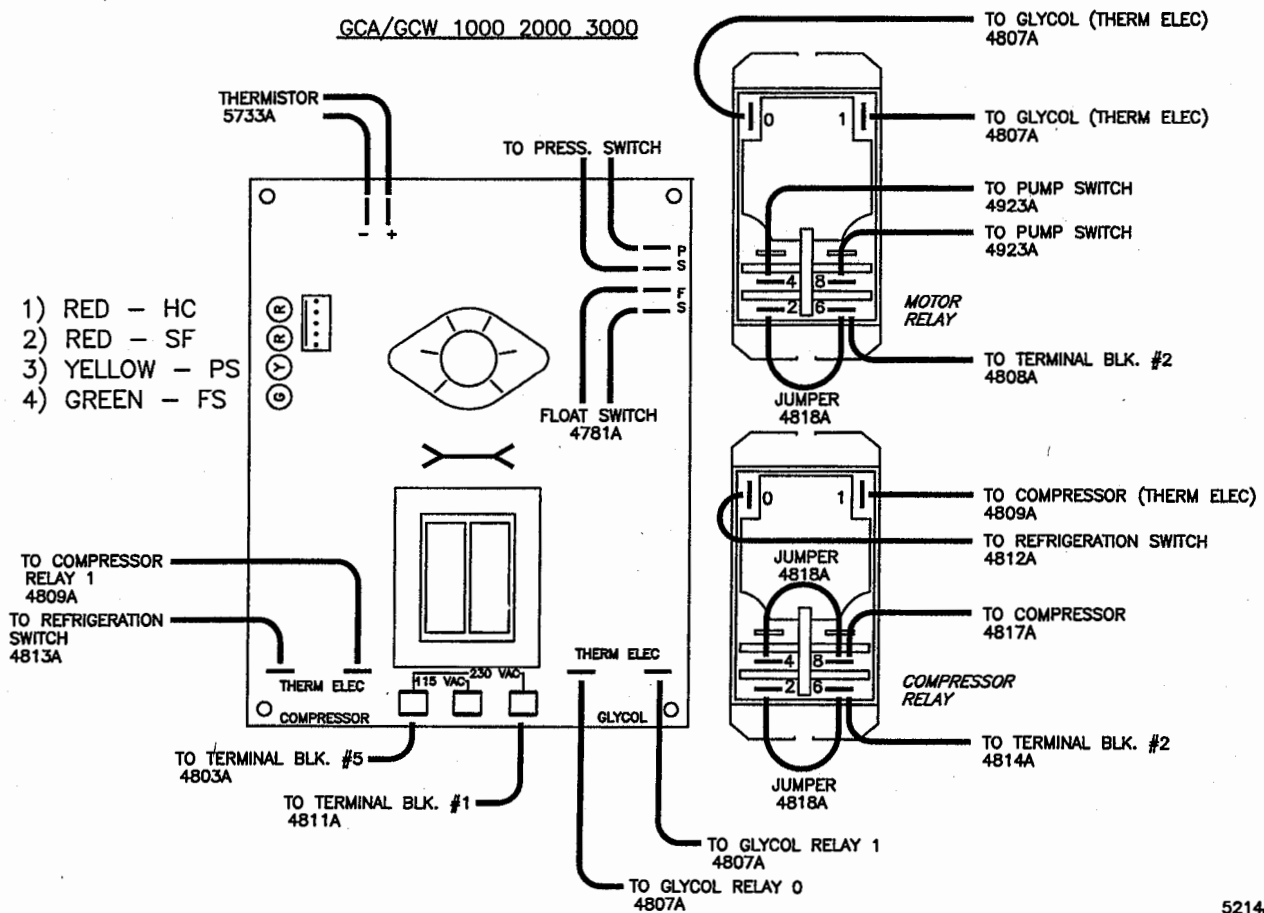 GCA/GCW 1000 2000 3000
THERMISTOR
5733A
TO PRESS. SWITCH
- +
P
S
F
S
1) RED – HC
2) RED – SF
3) YELLOW – PS
4) GREEN – FS
R
R
Y
G
FLOAT SWITCH
4781A
TO COMPRESSOR
RELAY 1
4809A
TO REFRIGERATION
SWITCH
4813A
THERM ELEC
COMPRESSOR
115 VAC
230 VAC
THERM ELEC
GLYCOL
TO TERMINAL BLK. #5
4803A
TO TERMINAL BLK. #1
4811A
TO GLYCOL RELAY 1
4807A
TO GLYCOL RELAY 0
4807A
TO GLYCOL (THERM ELEC)
4807A
0 1
TO GLYCOL (THERM ELEC)
4807A
TO PUMP SWITCH
4923A
TO PUMP SWITCH
4923A
4 8
2 6
MOTOR
RELAY
TO TERMINAL BLK. #2
4808A
JUMPER
4818A
0 1
TO COMPRESSOR (THERM ELEC)
4809A
TO REFRIGERATION SWITCH
4812A
JUMPER
4818A
TO COMPRESSOR
4817A
4 8
2 6
COMPRESSOR
RELAY
TO TERMINAL BLK. #2
4814A
JUMPER
4818A